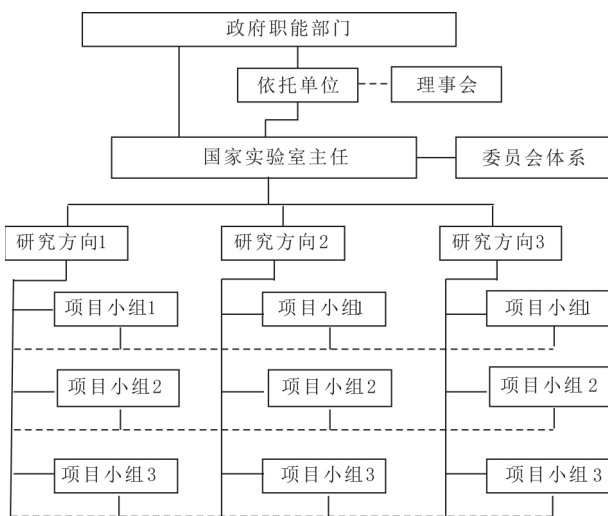 政府职能部门
依托单位
理事会
国家实验室主任
委员会体系
研究方向1
研究方向2
研究方向3
项目小组1
项目小组1
项目小组1
项目小组2
项目小组2
项目小组2
项目小组3
项目小组3
项目小组3